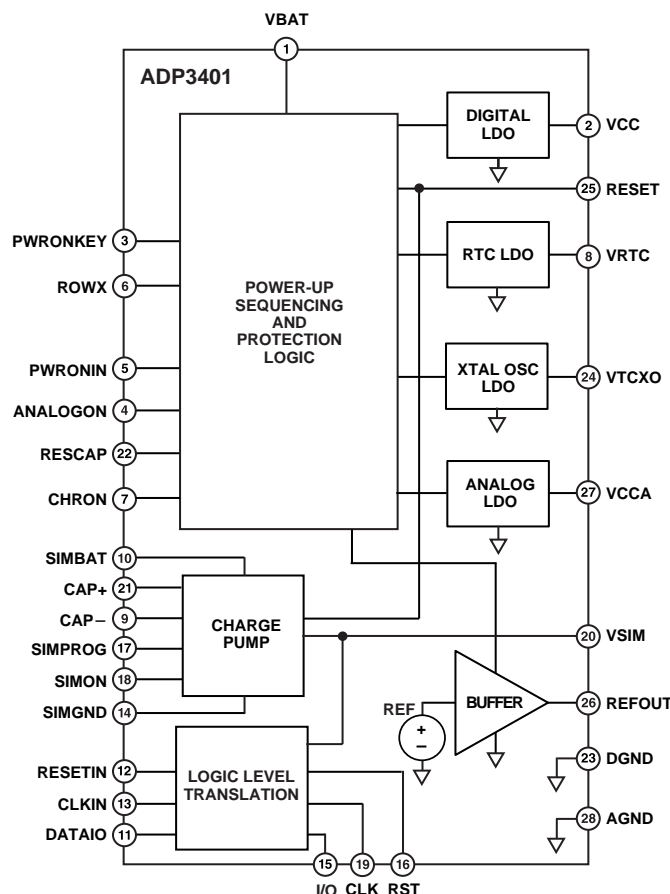 VBAT
1
ADP3401
DIGITAL
LDO
2 VCC
25 RESET
PWRONKEY 3
RTC LDO
8 VRTC
ROWX 6
POWER-UP
SEQUENCING
AND
PROTECTION
LOGIC
PWRONIN 5
XTAL OSC
LDO
24 VTCXO
ANALOGON 4
RESCAP 22
ANALOG
LDO
27 VCCA
CHRON 7
SIMBAT 10
CAP+ 21
CAP− 9
CHARGE
PUMP
SIMPROG 17
SIMON 18
SIMGND 14
20 VSIM
REF
+
−
BUFFER
26 REFOUT
RESETIN 12
CLKIN 13
DATAIO 11
LOGIC LEVEL
TRANSLATION
23 DGND
28 AGND
15 19 16
I/O CLK RST